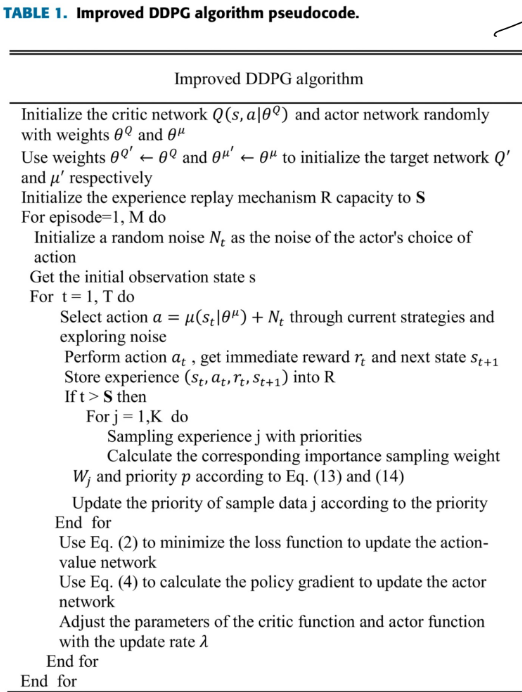 TABLE 1. Improved DDPG algorithm pseudocode.
Improved DDPG algorithm
Initialize the critic network Q(s, a|θ^Q) and actor network randomly
with weights θ^Q and θ^μ
Use weights θ^Q′ ← θ^Q and θ^μ′ ← θ^μ to initialize the target network Q′
and μ′ respectively
Initialize the experience replay mechanism R capacity to S
For episode=1, M do
Initialize a random noise N_t as the noise of the actor's choice of
action
Get the initial observation state s
For t = 1, T do
Select action a = μ(s_t|θ^μ) + N_t through current strategies and
exploring noise
Perform action a_t , get immediate reward r_t and next state s_t+1
Store experience (s_t, a_t, r_t, s_t+1) into R
If t > S then
For j = 1,K do
Sampling experience j with priorities
Calculate the corresponding importance sampling weight
W_j and priority p according to Eq. (13) and (14)
Update the priority of sample data j according to the priority
End for
Use Eq. (2) to minimize the loss function to update the action-
value network
Use Eq. (4) to calculate the policy gradient to update the actor
network
Adjust the parameters of the critic function and actor function
with the update rate λ
End for
End for